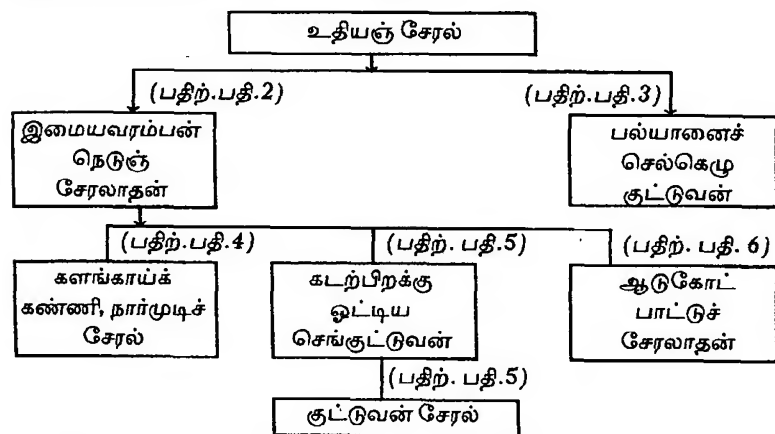 உதியஞ் சேரல்
(பதிற்.பதி.2)
(பதிற்.பதி.3)
இமையவரம்பன்
நெடுஞ்
சேரலாதன்
பல்யானைச்
செல்கெழு
குட்டுவன்
(பதிற்.பதி.4)
(பதிற். பதி.5)
(பதிற். பதி. 6)
களங்காய்க்
கண்ணி, நார்முடிச்
சேரல்
கடற்பிறக்கு
ஓட்டிய
செங்குட்டுவன்
ஆடுகோட்
பாட்டுச்
சேரலாதன்
(பதிற். பதி.5)
குட்டுவன் சேரல்